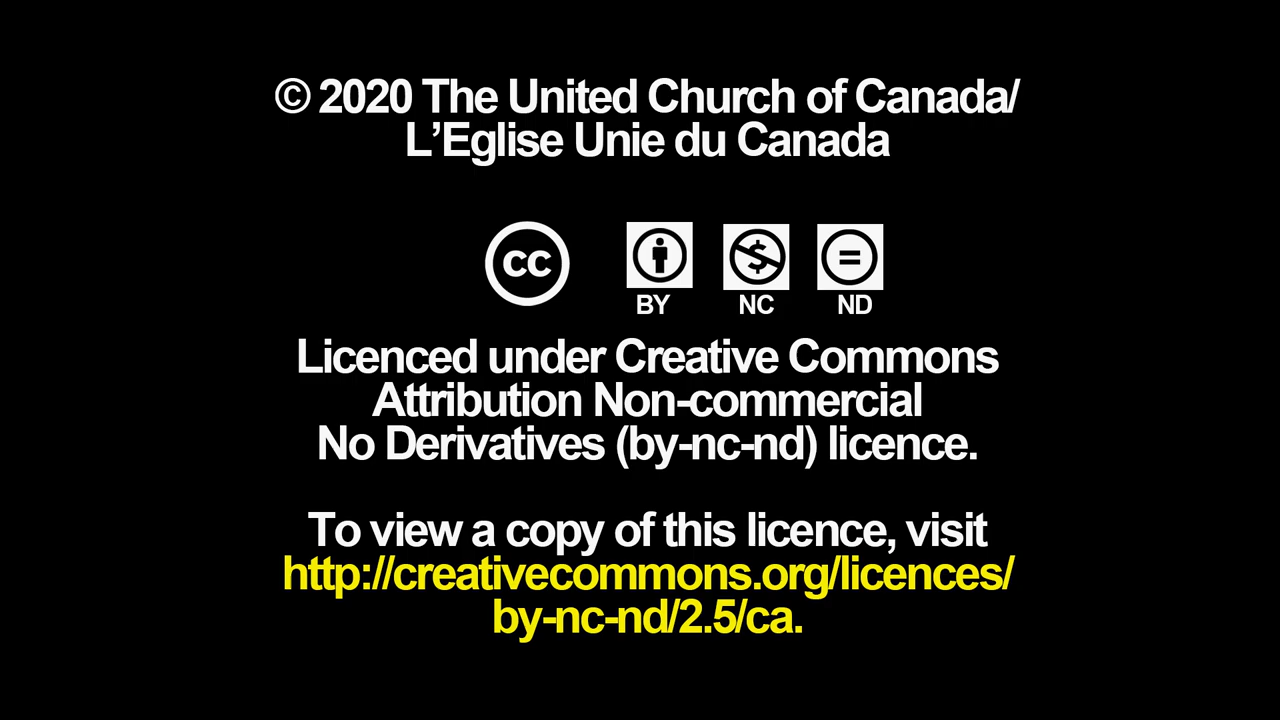 © 2020 The United Church of Canada/
L’Eglise Unie du Canada
cc
BY NC ND
Licenced under Creative Commons
Attribution Non-commercial
No Derivatives (by-nc-nd) licence.
To view a copy of this licence, visit
http://creativecommons.org/licences/
by-nc-nd/2.5/ca.